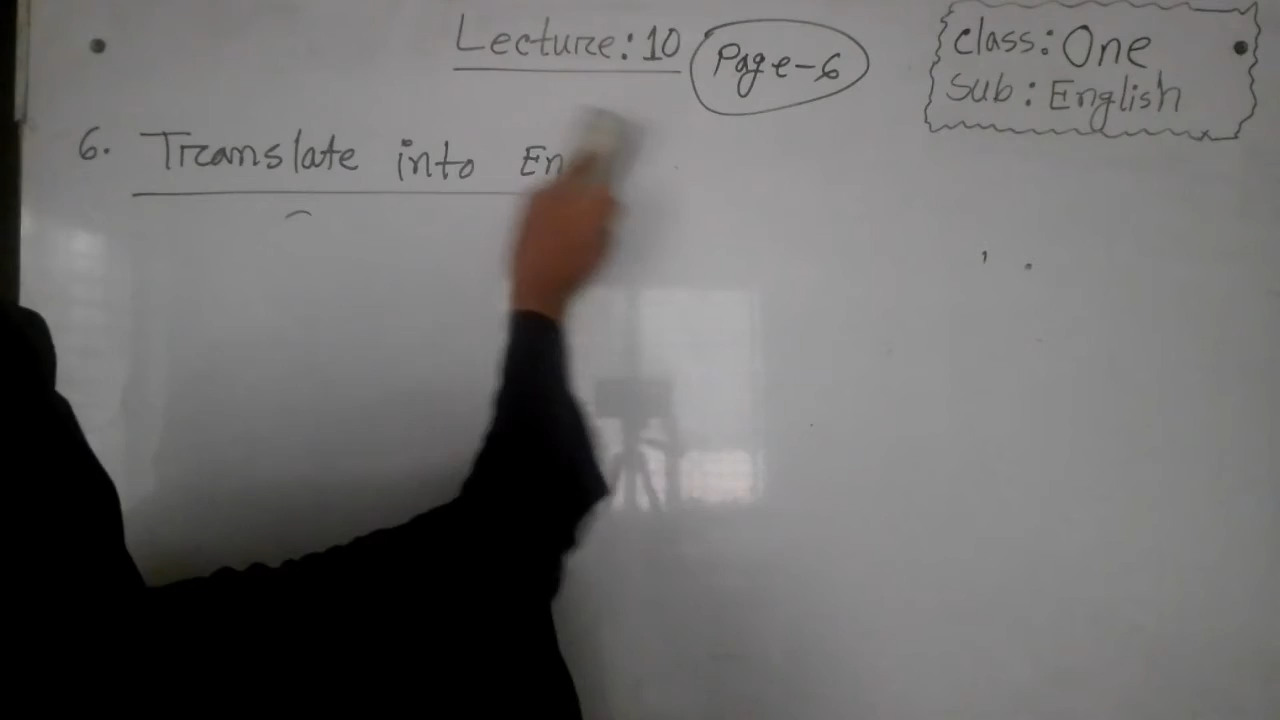 Lecture: 10
Page-6
class: One
Sub: English
6. Translate into En